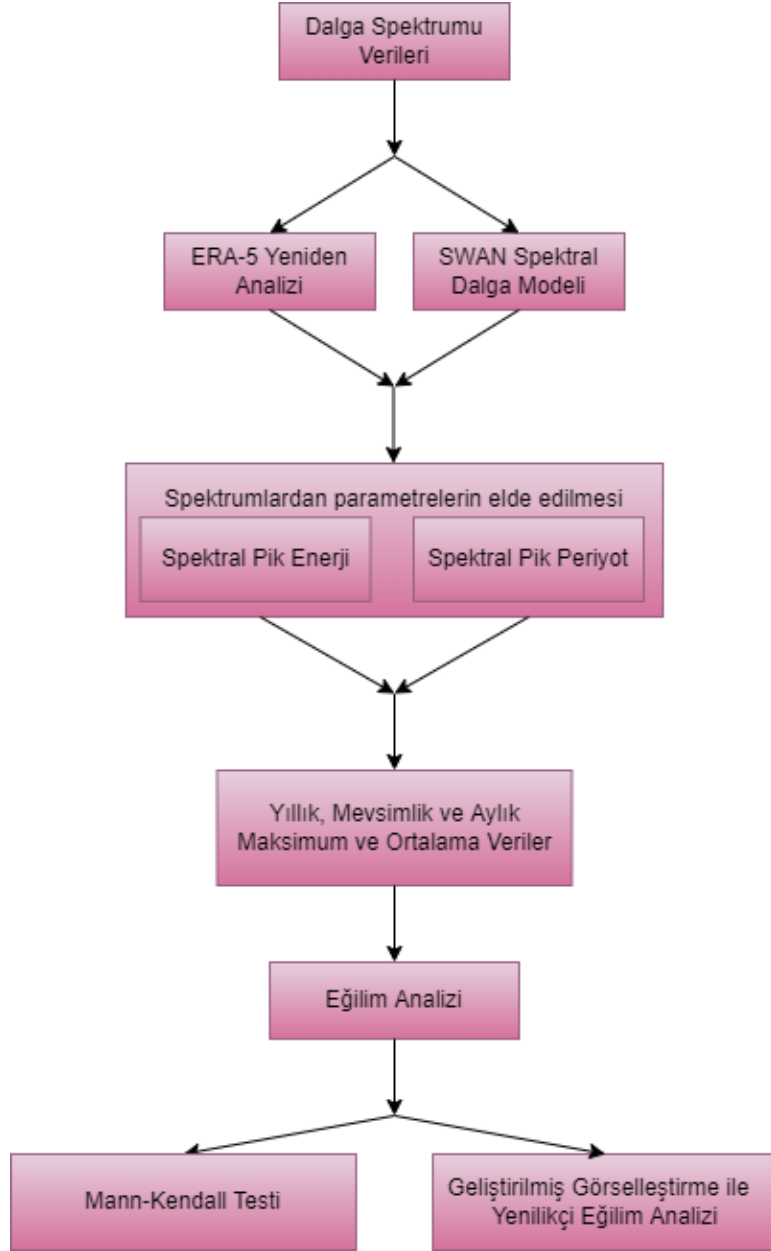 Dalga Spektrumu
Verileri
ERA-5 Yeniden
Analizi
SWAN Spektral
Dalga Modeli
Spektrumlardan parametrelerin elde edilmesi
Spektral Pik Enerji
Spektral Pik Periyot
Yıllık, Mevsimlik ve Aylık
Maksimum ve Ortalama Veriler
Eğilim Analizi
Mann-Kendall Testi
Geliştirilmiş Görselleştirme ile
Yenilikçi Eğilim Analizi